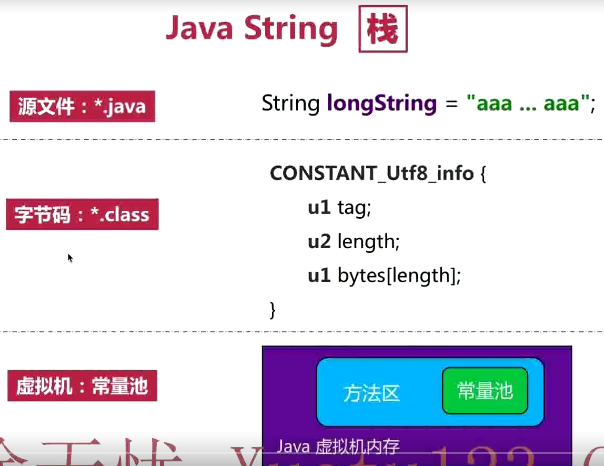 Java String 栈
源文件：*.java
String longString = "aaa ... aaa";
字节码：*.class
CONSTANT_Utf8_info {
u1 tag;
u2 length;
u1 bytes[length];
}
虚拟机：常量池
方法区
常量池
Java 虚拟机内存